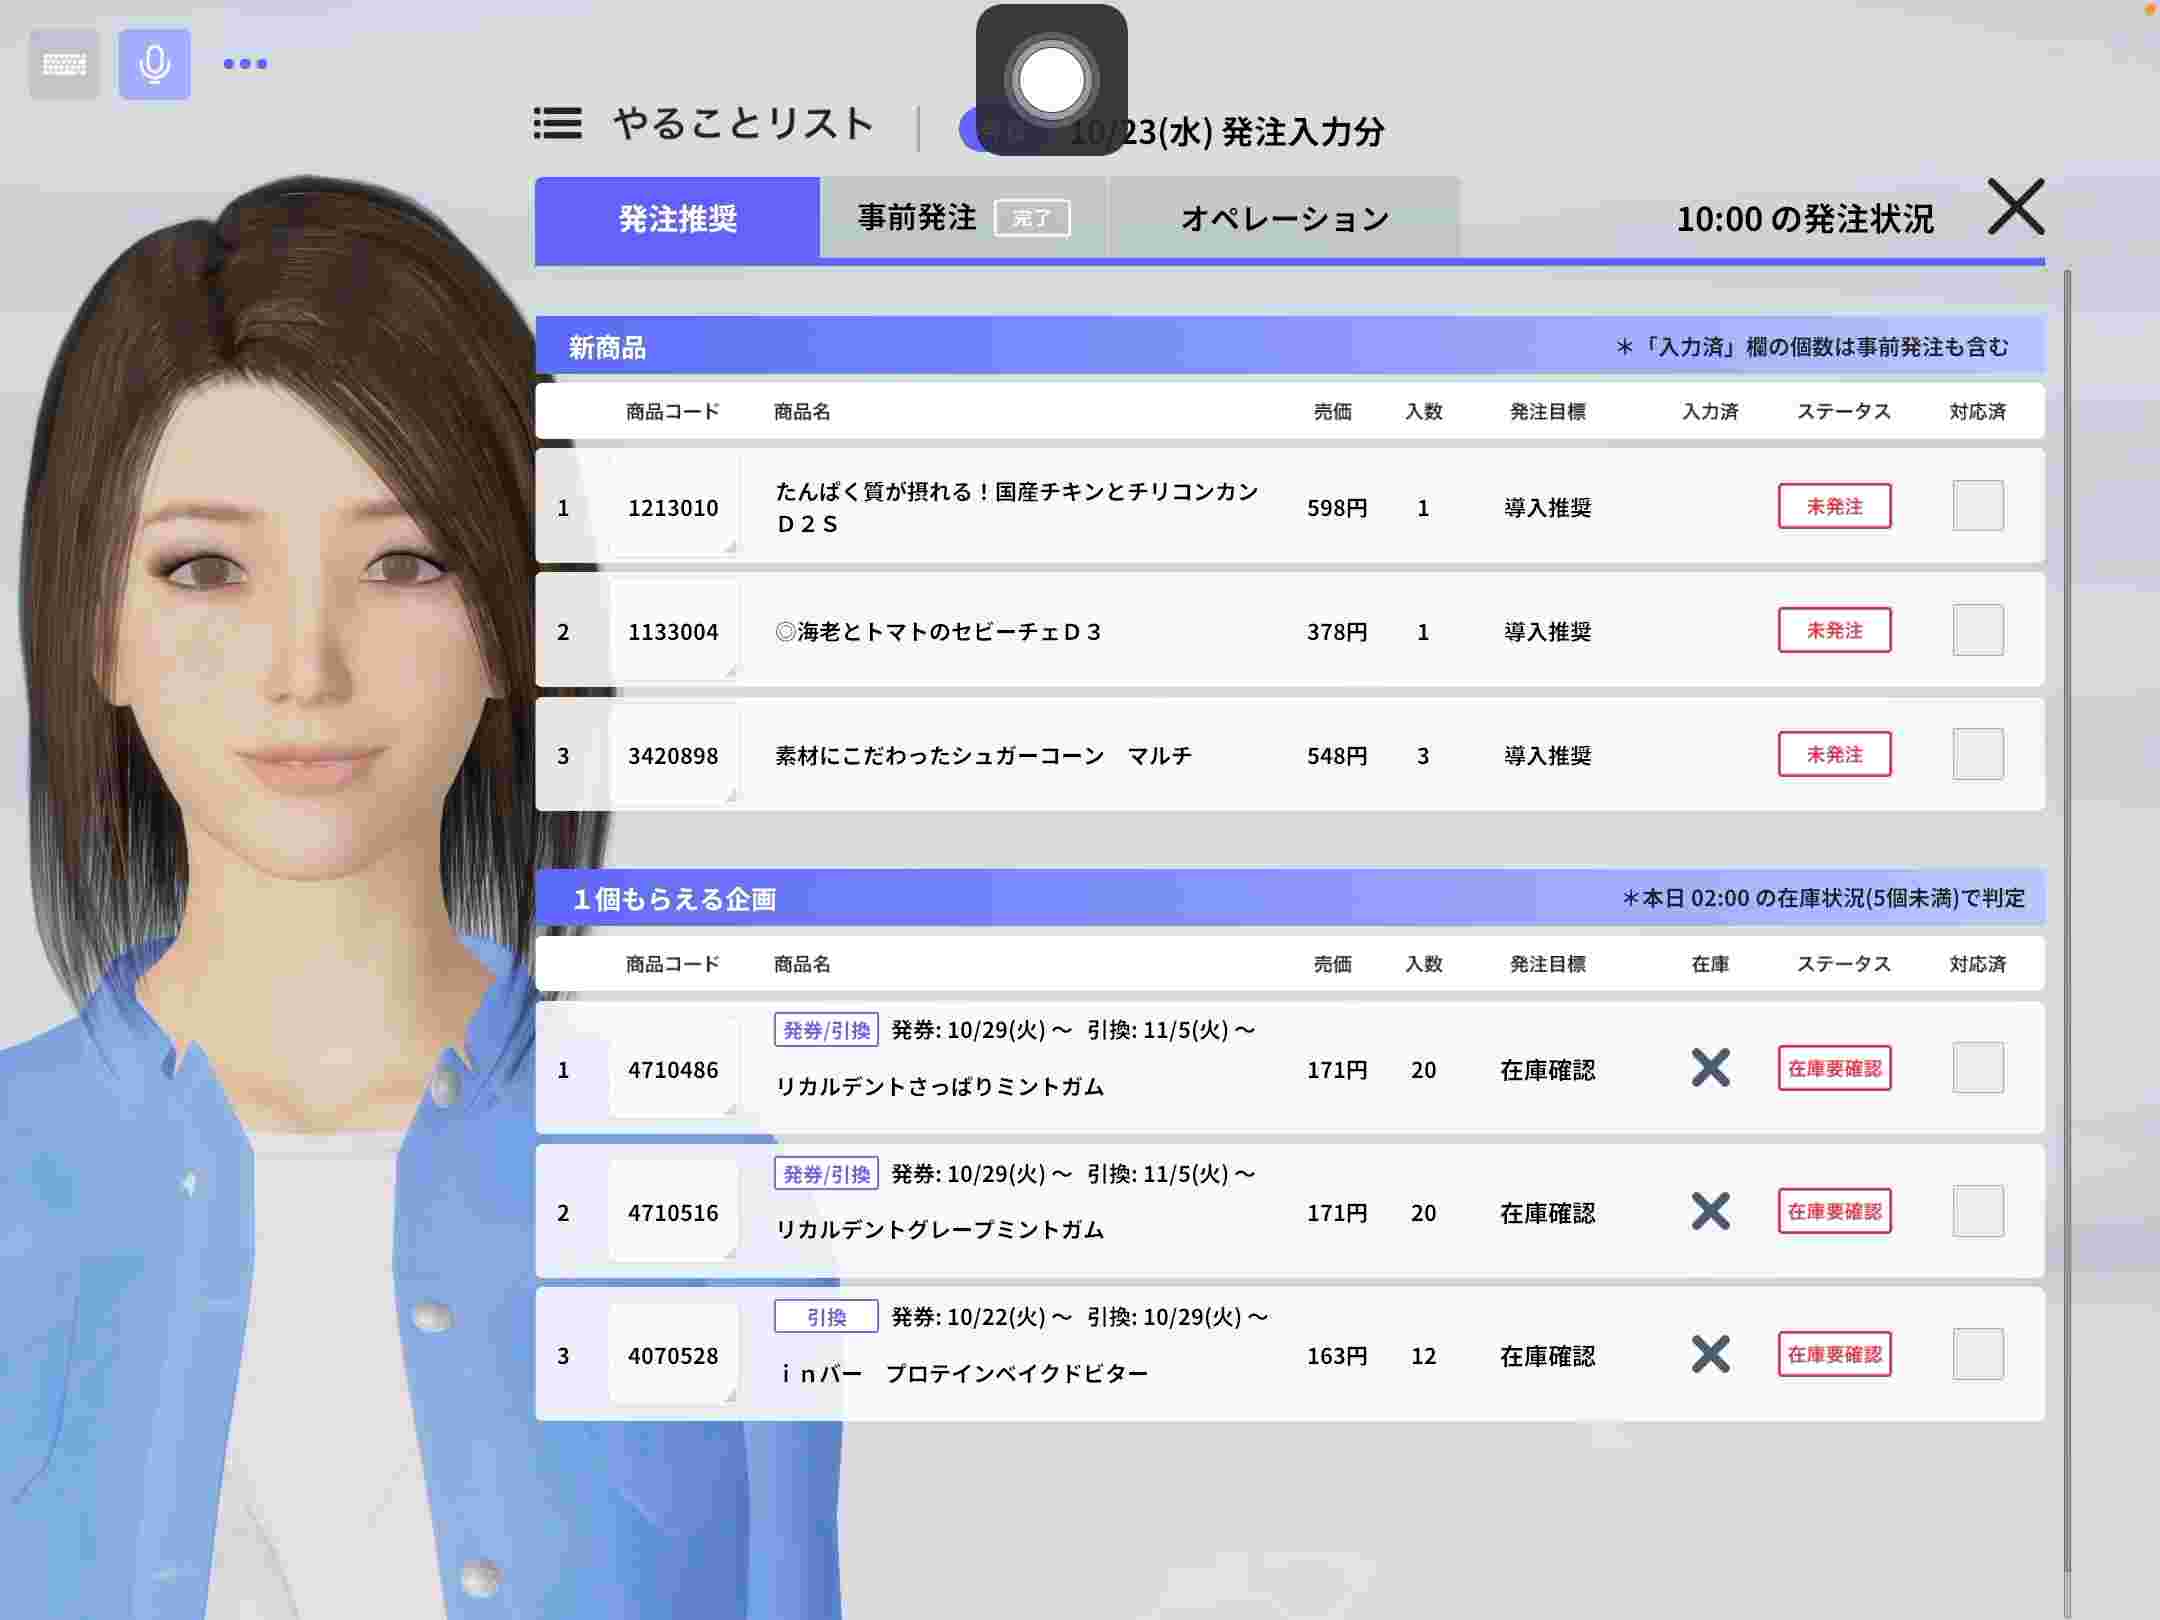 やることリスト
10/23(水) 発注入力分
発注推奨
事前発注 完了
オペレーション
10:00 の発注状況
新商品
＊「入力済」欄の個数は事前発注も含む
商品コード 商品名 売価 入数 発注目標 入力済 ステータス 対応済
1 1213010 たんぱく質が摂れる！国産チキンとチリコンカン 598円 1 導入推奨 未発注
Ｄ２Ｓ
2 1133004 ◎海老とトマトのセビーチェＤ３ 378円 1 導入推奨 未発注
3 3420898 素材にこだわったシュガーコーン　マルチ 548円 3 導入推奨 未発注
１個もらえる企画
＊本日 02:00 の在庫状況(5個未満)で判定
商品コード 商品名 売価 入数 発注目標 在庫 ステータス 対応済
発券/引換 発券: 10/29(火) ～ 引換: 11/5(火) ～
1 4710486 リカルデントさっぱりミントガム 171円 20 在庫確認 在庫要確認
発券/引換 発券: 10/29(火) ～ 引換: 11/5(火) ～
2 4710516 リカルデントグレープミントガム 171円 20 在庫確認 在庫要確認
引換 発券: 10/22(火) ～ 引換: 10/29(火) ～
3 4070528 ｉｎバー　プロテインベイクドビター 163円 12 在庫確認 在庫要確認